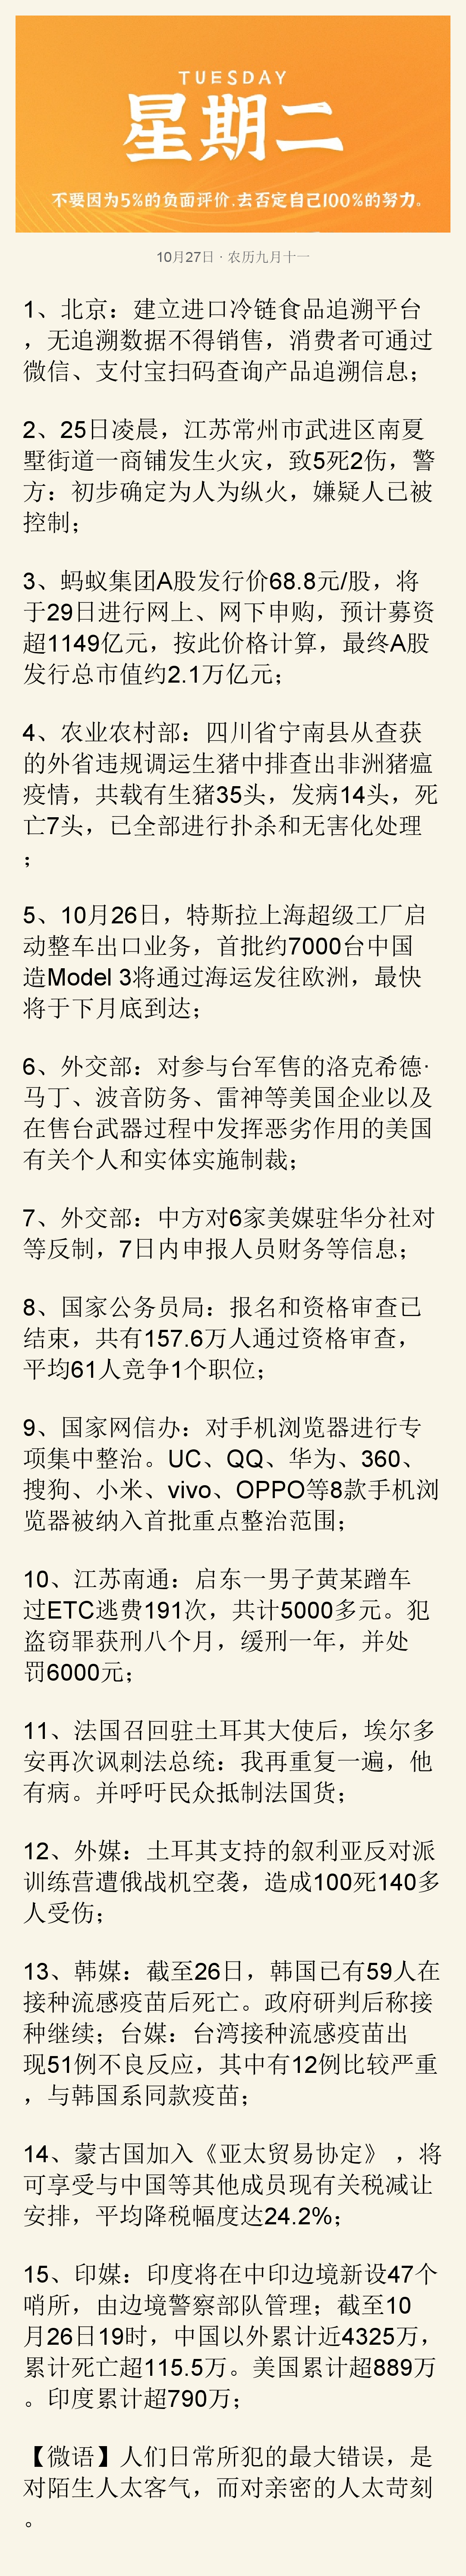 TUESDAY
星期二
不要因为5%的负面评价,去否定自己100%的努力。
10月27日 · 农历九月十一
1、北京：建立进口冷链食品追溯平台
，无追溯数据不得销售，消费者可通过
微信、支付宝扫码查询产品追溯信息；
2、25日凌晨，江苏常州市武进区南夏
墅街道一商铺发生火灾，致5死2伤，警
方：初步确定为人为纵火，嫌疑人已被
控制；
3、蚂蚁集团A股发行价68.8元/股，将
于29日进行网上、网下申购，预计募资
超1149亿元，按此价格计算，最终A股
发行总市值约2.1万亿元；
4、农业农村部：四川省宁南县从查获
的外省违规调运生猪中排查出非洲猪瘟
疫情，共载有生猪35头，发病14头，死
亡7头，已全部进行扑杀和无害化处理
；
5、10月26日，特斯拉上海超级工厂启
动整车出口业务，首批约7000台中国
造Model 3将通过海运发往欧洲，最快
将于下月底到达；
6、外交部：对参与台军售的洛克希德·
马丁、波音防务、雷神等美国企业以及
在售台武器过程中发挥恶劣作用的美国
有关个人和实体实施制裁；
7、外交部：中方对6家美媒驻华分社对
等反制，7日内申报人员财务等信息；
8、国家公务员局：报名和资格审查已
结束，共有157.6万人通过资格审查，
平均61人竞争1个职位；
9、国家网信办：对手机浏览器进行专
项集中整治。UC、QQ、华为、360、
搜狗、小米、vivo、OPPO等8款手机浏
览器被纳入首批重点整治范围；
10、江苏南通：启东一男子黄某蹭车
过ETC逃费191次，共计5000多元。犯
盗窃罪获刑八个月，缓刑一年，并处
罚6000元；
11、法国召回驻土耳其大使后，埃尔多
安再次讽刺法总统：我再重复一遍，他
有病。并呼吁民众抵制法国货；
12、外媒：土耳其支持的叙利亚反对派
训练营遭俄战机空袭，造成100死140多
人受伤；
13、韩媒：截至26日，韩国已有59人在
接种流感疫苗后死亡。政府研判后称接
种继续；台媒：台湾接种流感疫苗出
现51例不良反应，其中有12例比较严重
，与韩国系同款疫苗；
14、蒙古国加入《亚太贸易协定》，将
可享受与中国等其他成员现有关税减让
安排，平均降税幅度达24.2%；
15、印媒：印度将在中印边境新设47个
哨所，由边境警察部队管理；截至10
月26日19时，中国以外累计近4325万，
累计死亡超115.5万。美国累计超889万
。印度累计超790万；
【微语】人们日常所犯的最大错误，是
对陌生人太客气，而对亲密的人太苛刻
。